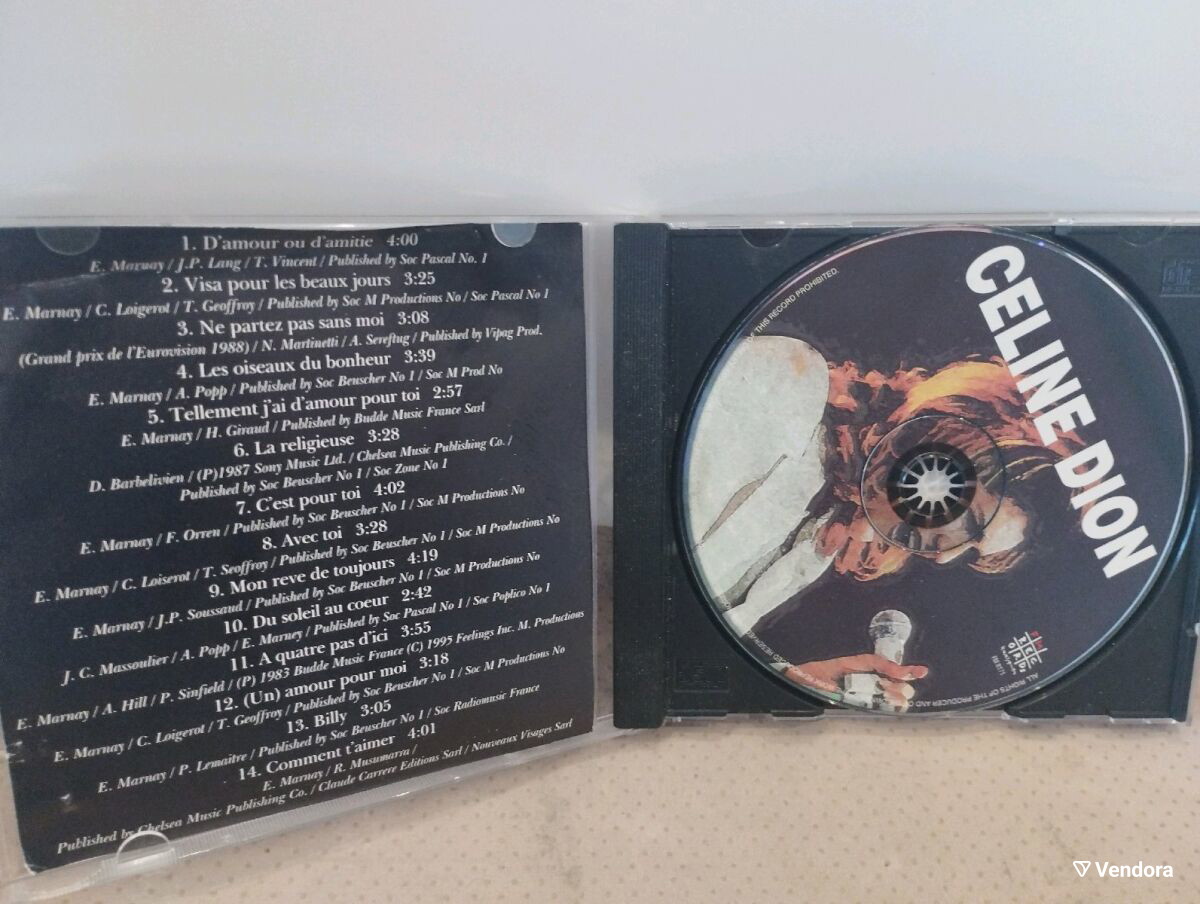 1. D'amour ou d'amitie 4:00
E. Marnay / J.P. Lang / T. Vincent / Published by Soc Pascal No. 1
2. Visa pour les beaux jours 3:25
E. Marnay / C. Loigerot / T. Geoffroy / Published by Soc M Productions No / Soc Pascal No 1
3. Ne partez pas sans moi 3:08
(Grand prix de l'Eurovision 1988) / N. Martinetti / A. Sereftug / Published by Vipag Prod.
4. Les oiseaux du bonheur 3:39
E. Marnay / A. Popp / Published by Soc Beuscher No 1 / Soc M Prod No
5. Tellement j'ai d'amour pour toi 2:57
E. Marnay / H. Giraud / Published by Budde Music France Sarl
6. La religieuse 3:28
D. Barbelivien / (P)1987 Sony Music Ltd. / Chelsea Music Publishing Co. /
Published by Soc Beuscher No 1 / Soc Zone No 1
7. C'est pour toi 4:02
E. Marnay / F. Orren / Published by Soc Beuscher No 1 / Soc M Productions No
8. Avec toi 3:28
E. Marnay / C. Loiserot / T. Seoffroy / Published by Soc Beuscher No 1 / Soc M Productions No
9. Mon reve de toujours 4:19
E. Marnay / J.P. Soussaud / Published by Soc Beuscher No 1 / Soc M Productions No
10. Du soleil au coeur 2:42
J. C. Massoulier / A. Popp / E. Marney / Published by Soc Pascal No 1 / Soc Poplico No 1
11. A quatre pas d'ici 3:55
E. Marnay / A. Hill / P. Sinfield / (P) 1983 Budde Music France (C) 1995 Feelings Inc. M. Productions
12. (Un) amour pour moi 3:18
E. Marnay / C. Loigerot / T. Geoffroy / Published by Soc Beuscher No 1 / Soc M Productions No
13. Billy 3:05
E. Marnay / P. Lemaitre / Published by Soc Beuscher No 1 / Soc Radiomusic France
14. Comment t'aimer 4:01
E. Marnay / R. Musumarra /
Published by Chelsea Music Publishing Co. / Claude Carrere Editions Sarl / Nouveaux Visages Sarl
CELINE DION
THIS RECORD PROHIBITED.
ALL RIGHTS OF THE PRODUCER AND
Vendora